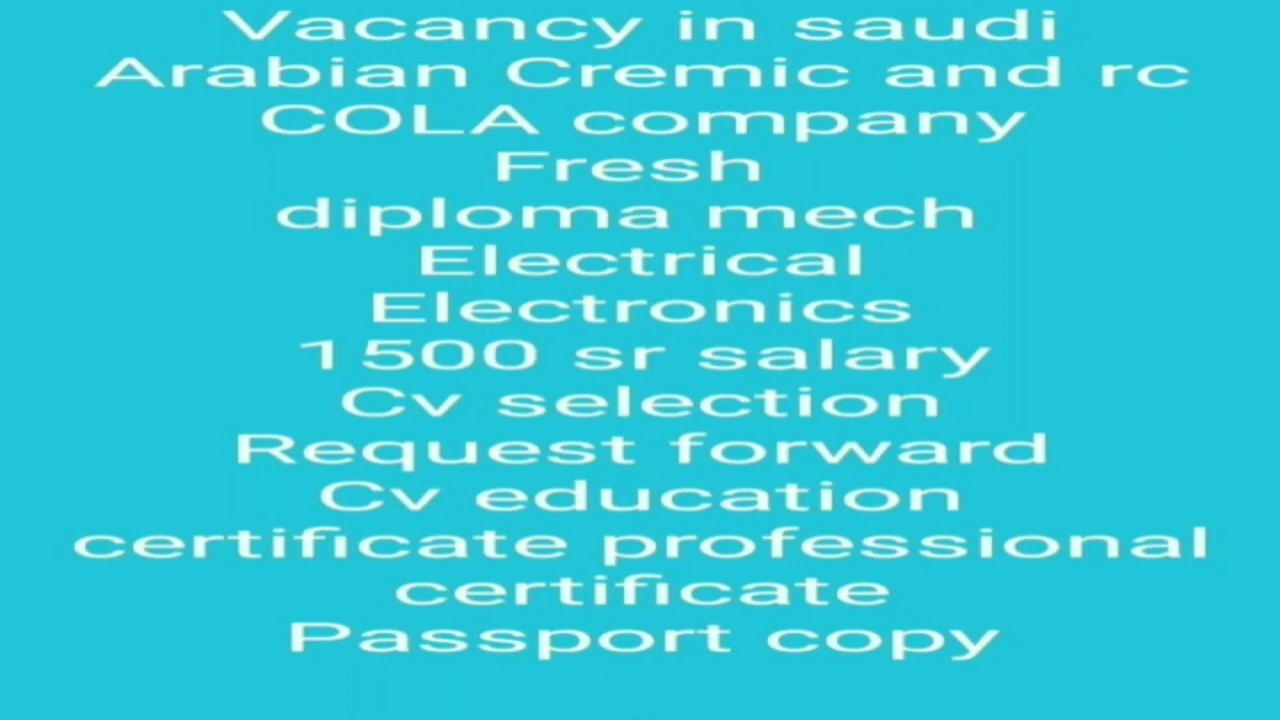 Vacancy in saudi
Arabian Cremic and rc
COLA company
Fresh
diploma mech
Electrical
Electronics
1500 sr salary
Cv selection
Request forward
Cv education
certificate professional
certificate
Passport copy